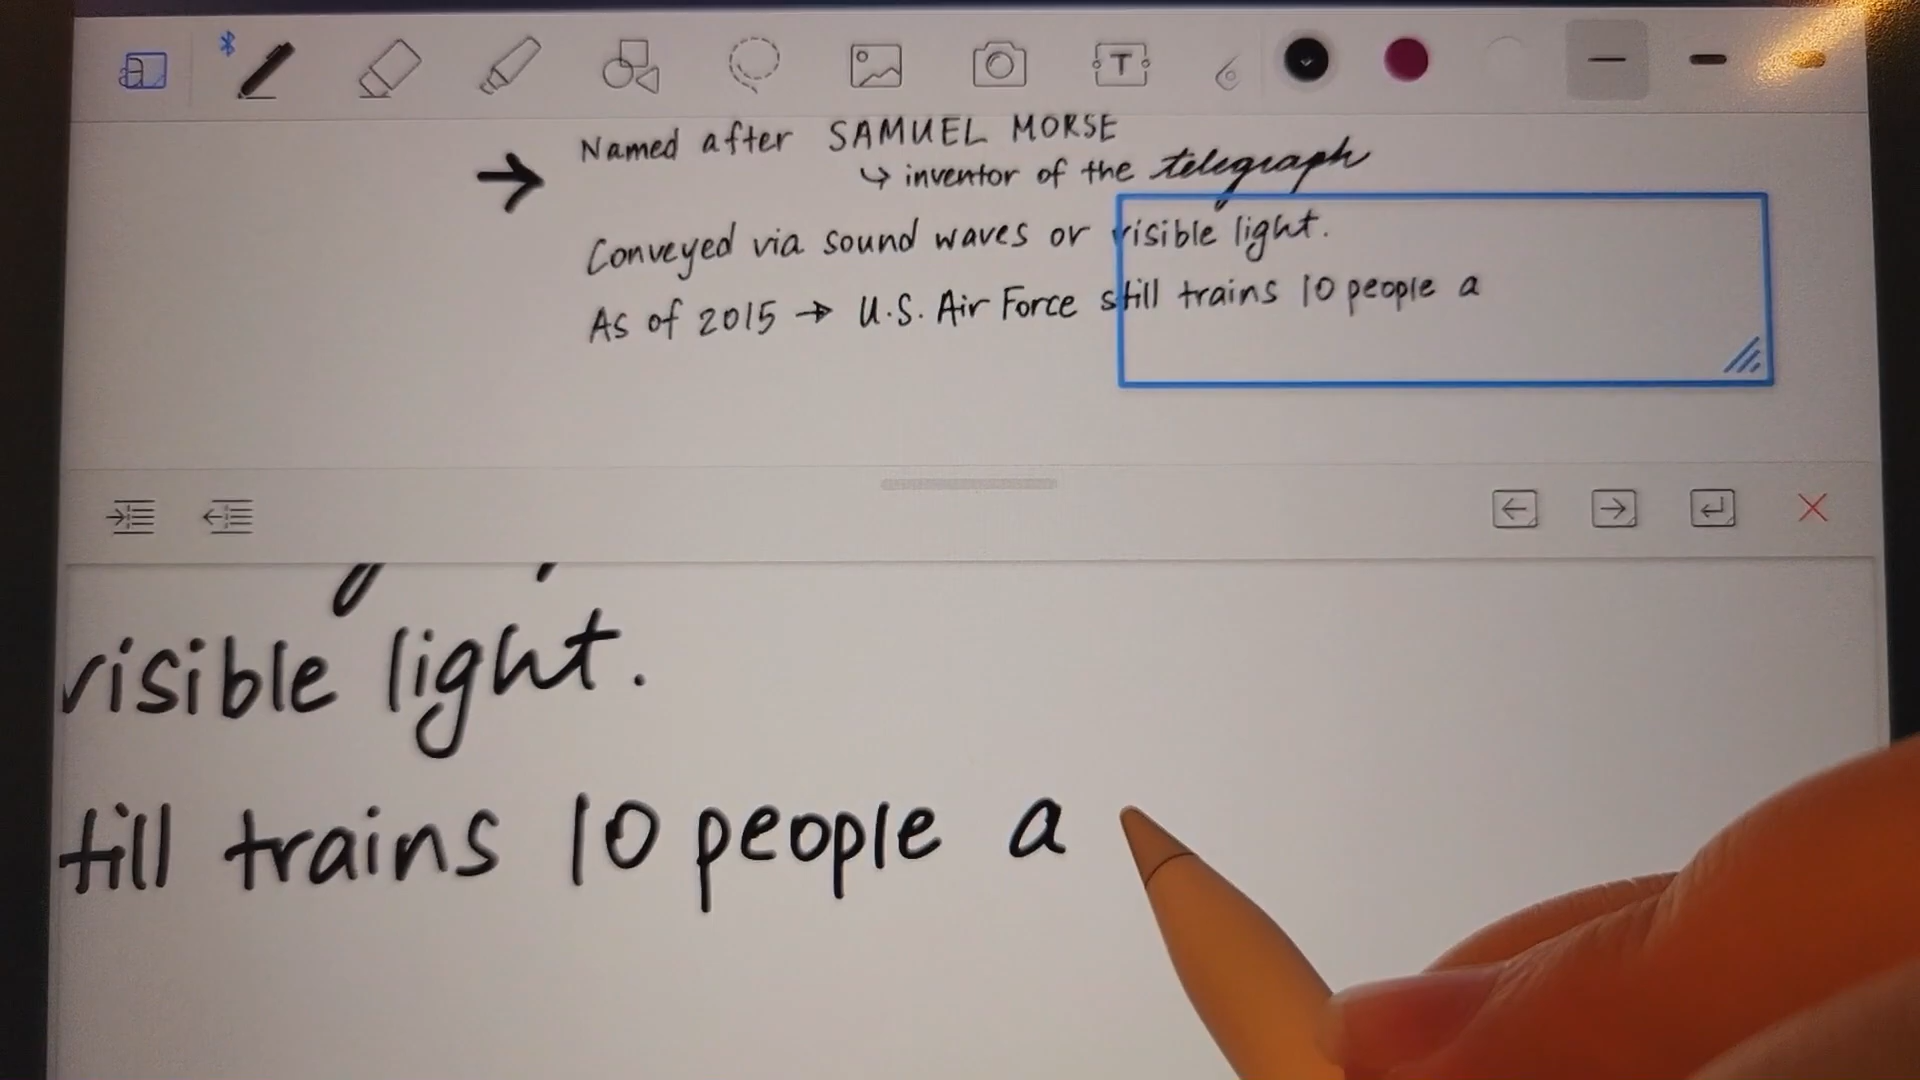 T
Named after SAMUEL MORSE
↳ inventor of the telegraph
Conveyed via sound waves or visible light.
As of 2015 → U.S. Air Force still trains 10 people a
visible light.
till trains 10 people a